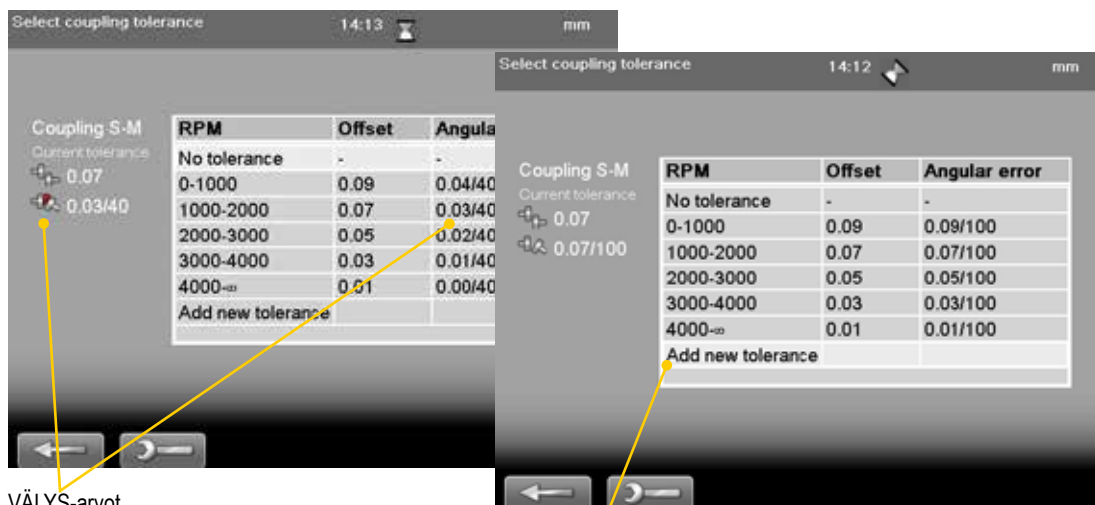 Select coupling tolerance 14:13 mm
Coupling S-M
Current tolerance
0.07
0.03/40
RPM Offset Angula
No tolerance - -
0-1000 0.09 0.04/40
1000-2000 0.07 0.03/40
2000-3000 0.05 0.02/40
3000-4000 0.03 0.01/40
4000-∞ 0.01 0.00/40
Add new tolerance
VÄLYS-arvot
Select coupling tolerance 14:12 mm
Coupling S-M
Current tolerance
0.07
0.07/100
RPM Offset Angular error
No tolerance - -
0-1000 0.09 0.09/100
1000-2000 0.07 0.07/100
2000-3000 0.05 0.05/100
3000-4000 0.03 0.03/100
4000-∞ 0.01 0.01/100
Add new tolerance